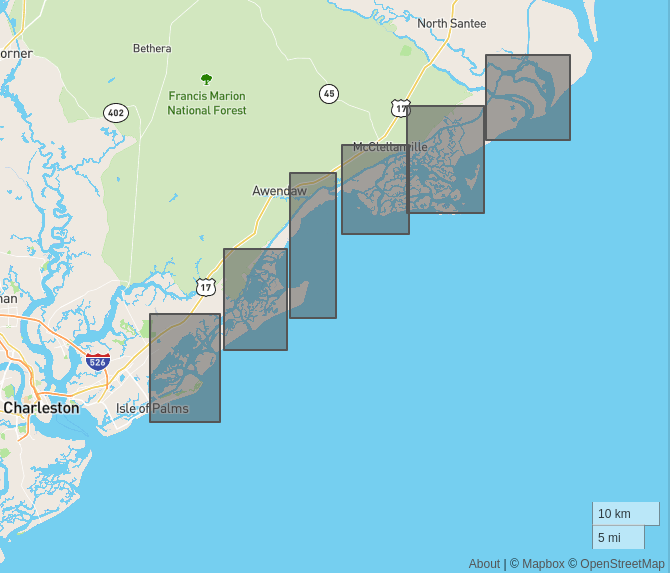 North Santee
Bethera
orner
Francis Marion
National Forest
45
17
402
McClellanville
Awendaw
17
nan
526
Charleston
Isle of Palms
10 km
5 mi
About | © Mapbox © OpenStreetMap